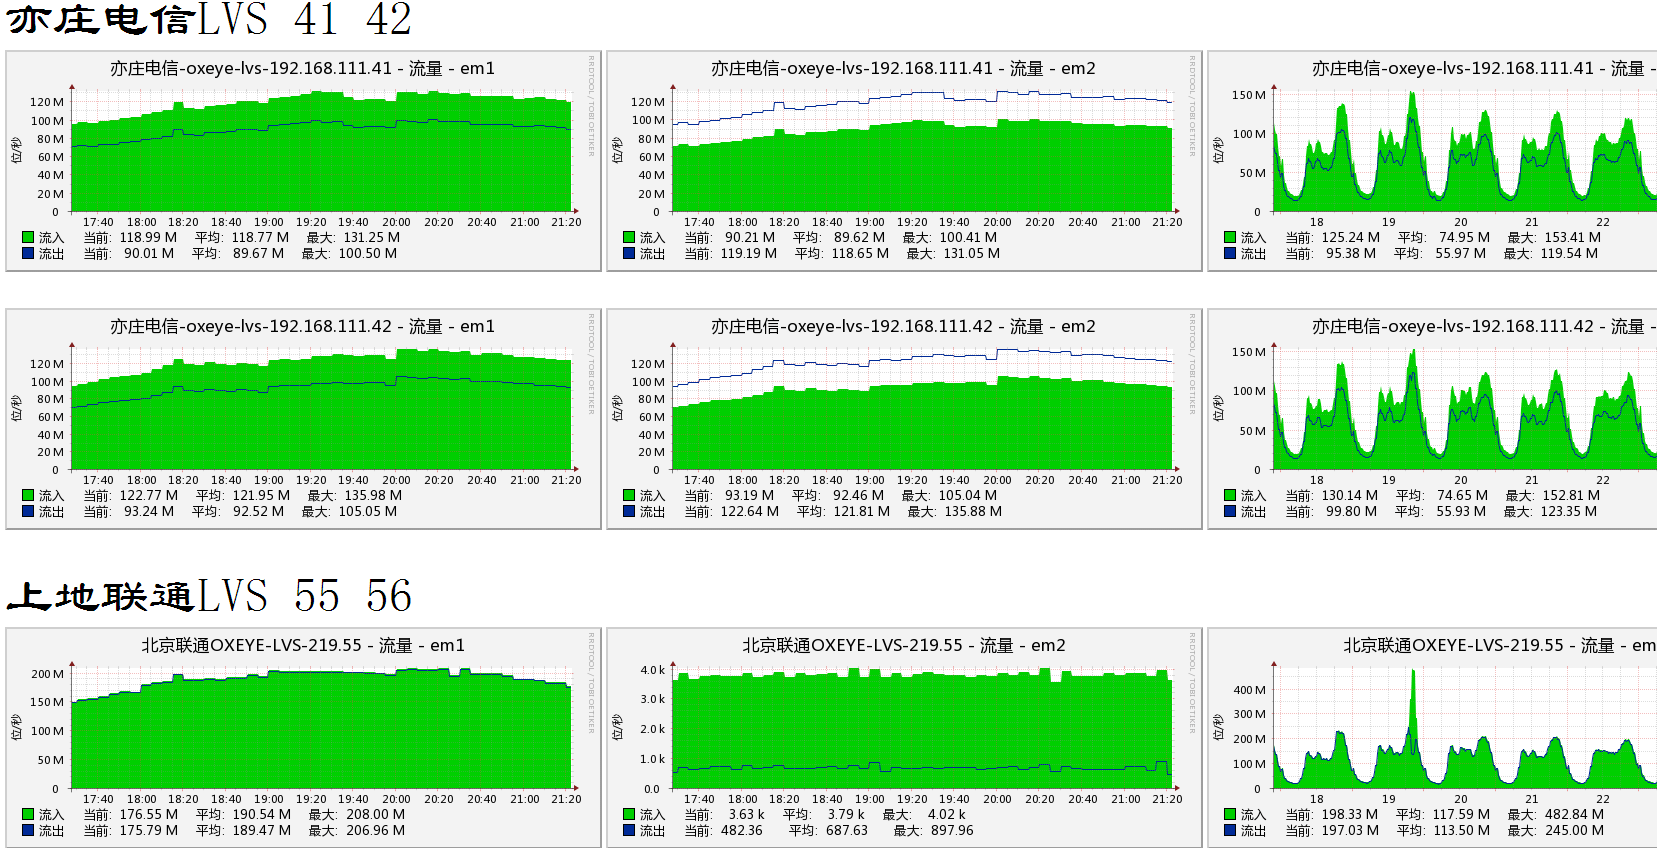 亦庄电信LVS 41 42
亦庄电信-oxeye-lvs-192.168.111.41 - 流量 - em1
RRDTOOL / TOBI OETIKER
位/秒
120 M
100 M
80 M
60 M
40 M
20 M
0
17:40 18:00 18:20 18:40 19:00 19:20 19:40 20:00 20:20 20:40 21:00 21:20
流入 当前: 118.99 M 平均: 118.77 M 最大: 131.25 M
流出 当前: 90.01 M 平均: 89.67 M 最大: 100.50 M
亦庄电信-oxeye-lvs-192.168.111.41 - 流量 - em2
RRDTOOL / TOBI OETIKER
位/秒
120 M
100 M
80 M
60 M
40 M
20 M
0
17:40 18:00 18:20 18:40 19:00 19:20 19:40 20:00 20:20 20:40 21:00 21:20
流入 当前: 90.21 M 平均: 89.62 M 最大: 100.41 M
流出 当前: 119.19 M 平均: 118.65 M 最大: 131.05 M
亦庄电信-oxeye-lvs-192.168.111.41 - 流量 -
位/秒
150 M
100 M
50 M
0
18 19 20 21 22
流入 当前: 125.24 M 平均: 74.95 M 最大: 153.41 M
流出 当前: 95.38 M 平均: 55.97 M 最大: 119.54 M
亦庄电信-oxeye-lvs-192.168.111.42 - 流量 - em1
RRDTOOL / TOBI OETIKER
位/秒
120 M
100 M
80 M
60 M
40 M
20 M
0
17:40 18:00 18:20 18:40 19:00 19:20 19:40 20:00 20:20 20:40 21:00 21:20
流入 当前: 122.77 M 平均: 121.95 M 最大: 135.98 M
流出 当前: 93.24 M 平均: 92.52 M 最大: 105.05 M
亦庄电信-oxeye-lvs-192.168.111.42 - 流量 - em2
RRDTOOL / TOBI OETIKER
位/秒
120 M
100 M
80 M
60 M
40 M
20 M
0
17:40 18:00 18:20 18:40 19:00 19:20 19:40 20:00 20:20 20:40 21:00 21:20
流入 当前: 93.19 M 平均: 92.46 M 最大: 105.04 M
流出 当前: 122.64 M 平均: 121.81 M 最大: 135.88 M
亦庄电信-oxeye-lvs-192.168.111.42 - 流量 -
位/秒
150 M
100 M
50 M
0
18 19 20 21 22
流入 当前: 130.14 M 平均: 74.65 M 最大: 152.81 M
流出 当前: 99.80 M 平均: 55.93 M 最大: 123.35 M
上地联通LVS 55 56
北京联通OXEYE-LVS-219.55 - 流量 - em1
RRDTOOL / TOBI OETIKER
位/秒
200 M
150 M
100 M
50 M
0
17:40 18:00 18:20 18:40 19:00 19:20 19:40 20:00 20:20 20:40 21:00 21:20
流入 当前: 176.55 M 平均: 190.54 M 最大: 208.00 M
流出 当前: 175.79 M 平均: 189.47 M 最大: 206.96 M
北京联通OXEYE-LVS-219.55 - 流量 - em2
RRDTOOL / TOBI OETIKER
位/秒
4.0 k
3.0 k
2.0 k
1.0 k
0.0
17:40 18:00 18:20 18:40 19:00 19:20 19:40 20:00 20:20 20:40 21:00 21:20
流入 当前: 3.63 k 平均: 3.79 k 最大: 4.02 k
流出 当前: 482.36 平均: 687.63 最大: 897.96
北京联通OXEYE-LVS-219.55 - 流量 - em
位/秒
400 M
300 M
200 M
100 M
0
18 19 20 21 22
流入 当前: 198.33 M 平均: 117.59 M 最大: 482.84 M
流出 当前: 197.03 M 平均: 113.50 M 最大: 245.00 M